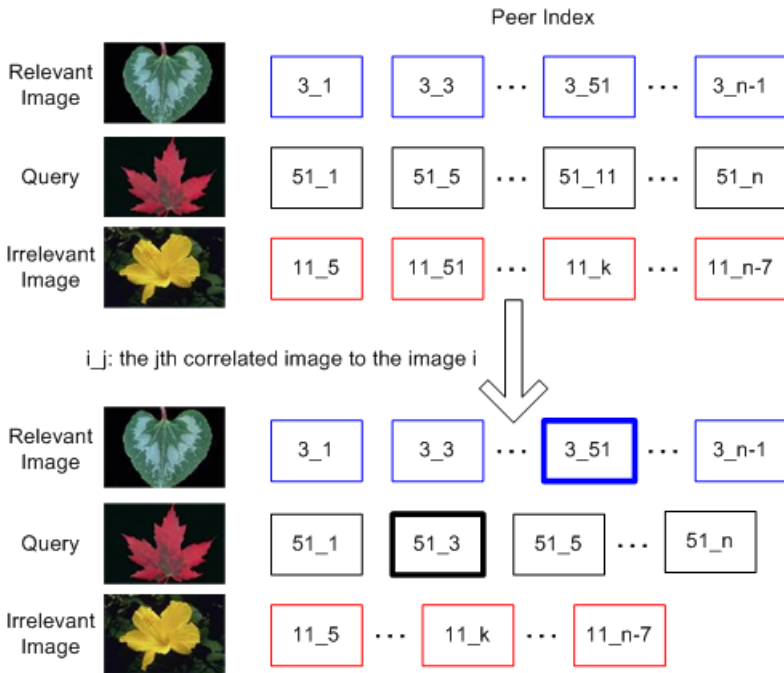 Peer Index
Relevant Image 3_1 3_3 ... 3_51 ... 3_n-1
Query 51_1 51_5 ... 51_11 ... 51_n
Irrelevant Image 11_5 11_51 ... 11_k ... 11_n-7
i_j: the jth correlated image to the image i
Relevant Image 3_1 3_3 ... 3_51 ... 3_n-1
Query 51_1 51_3 51_5 ... 51_n
Irrelevant Image 11_5 ... 11_k ... 11_n-7